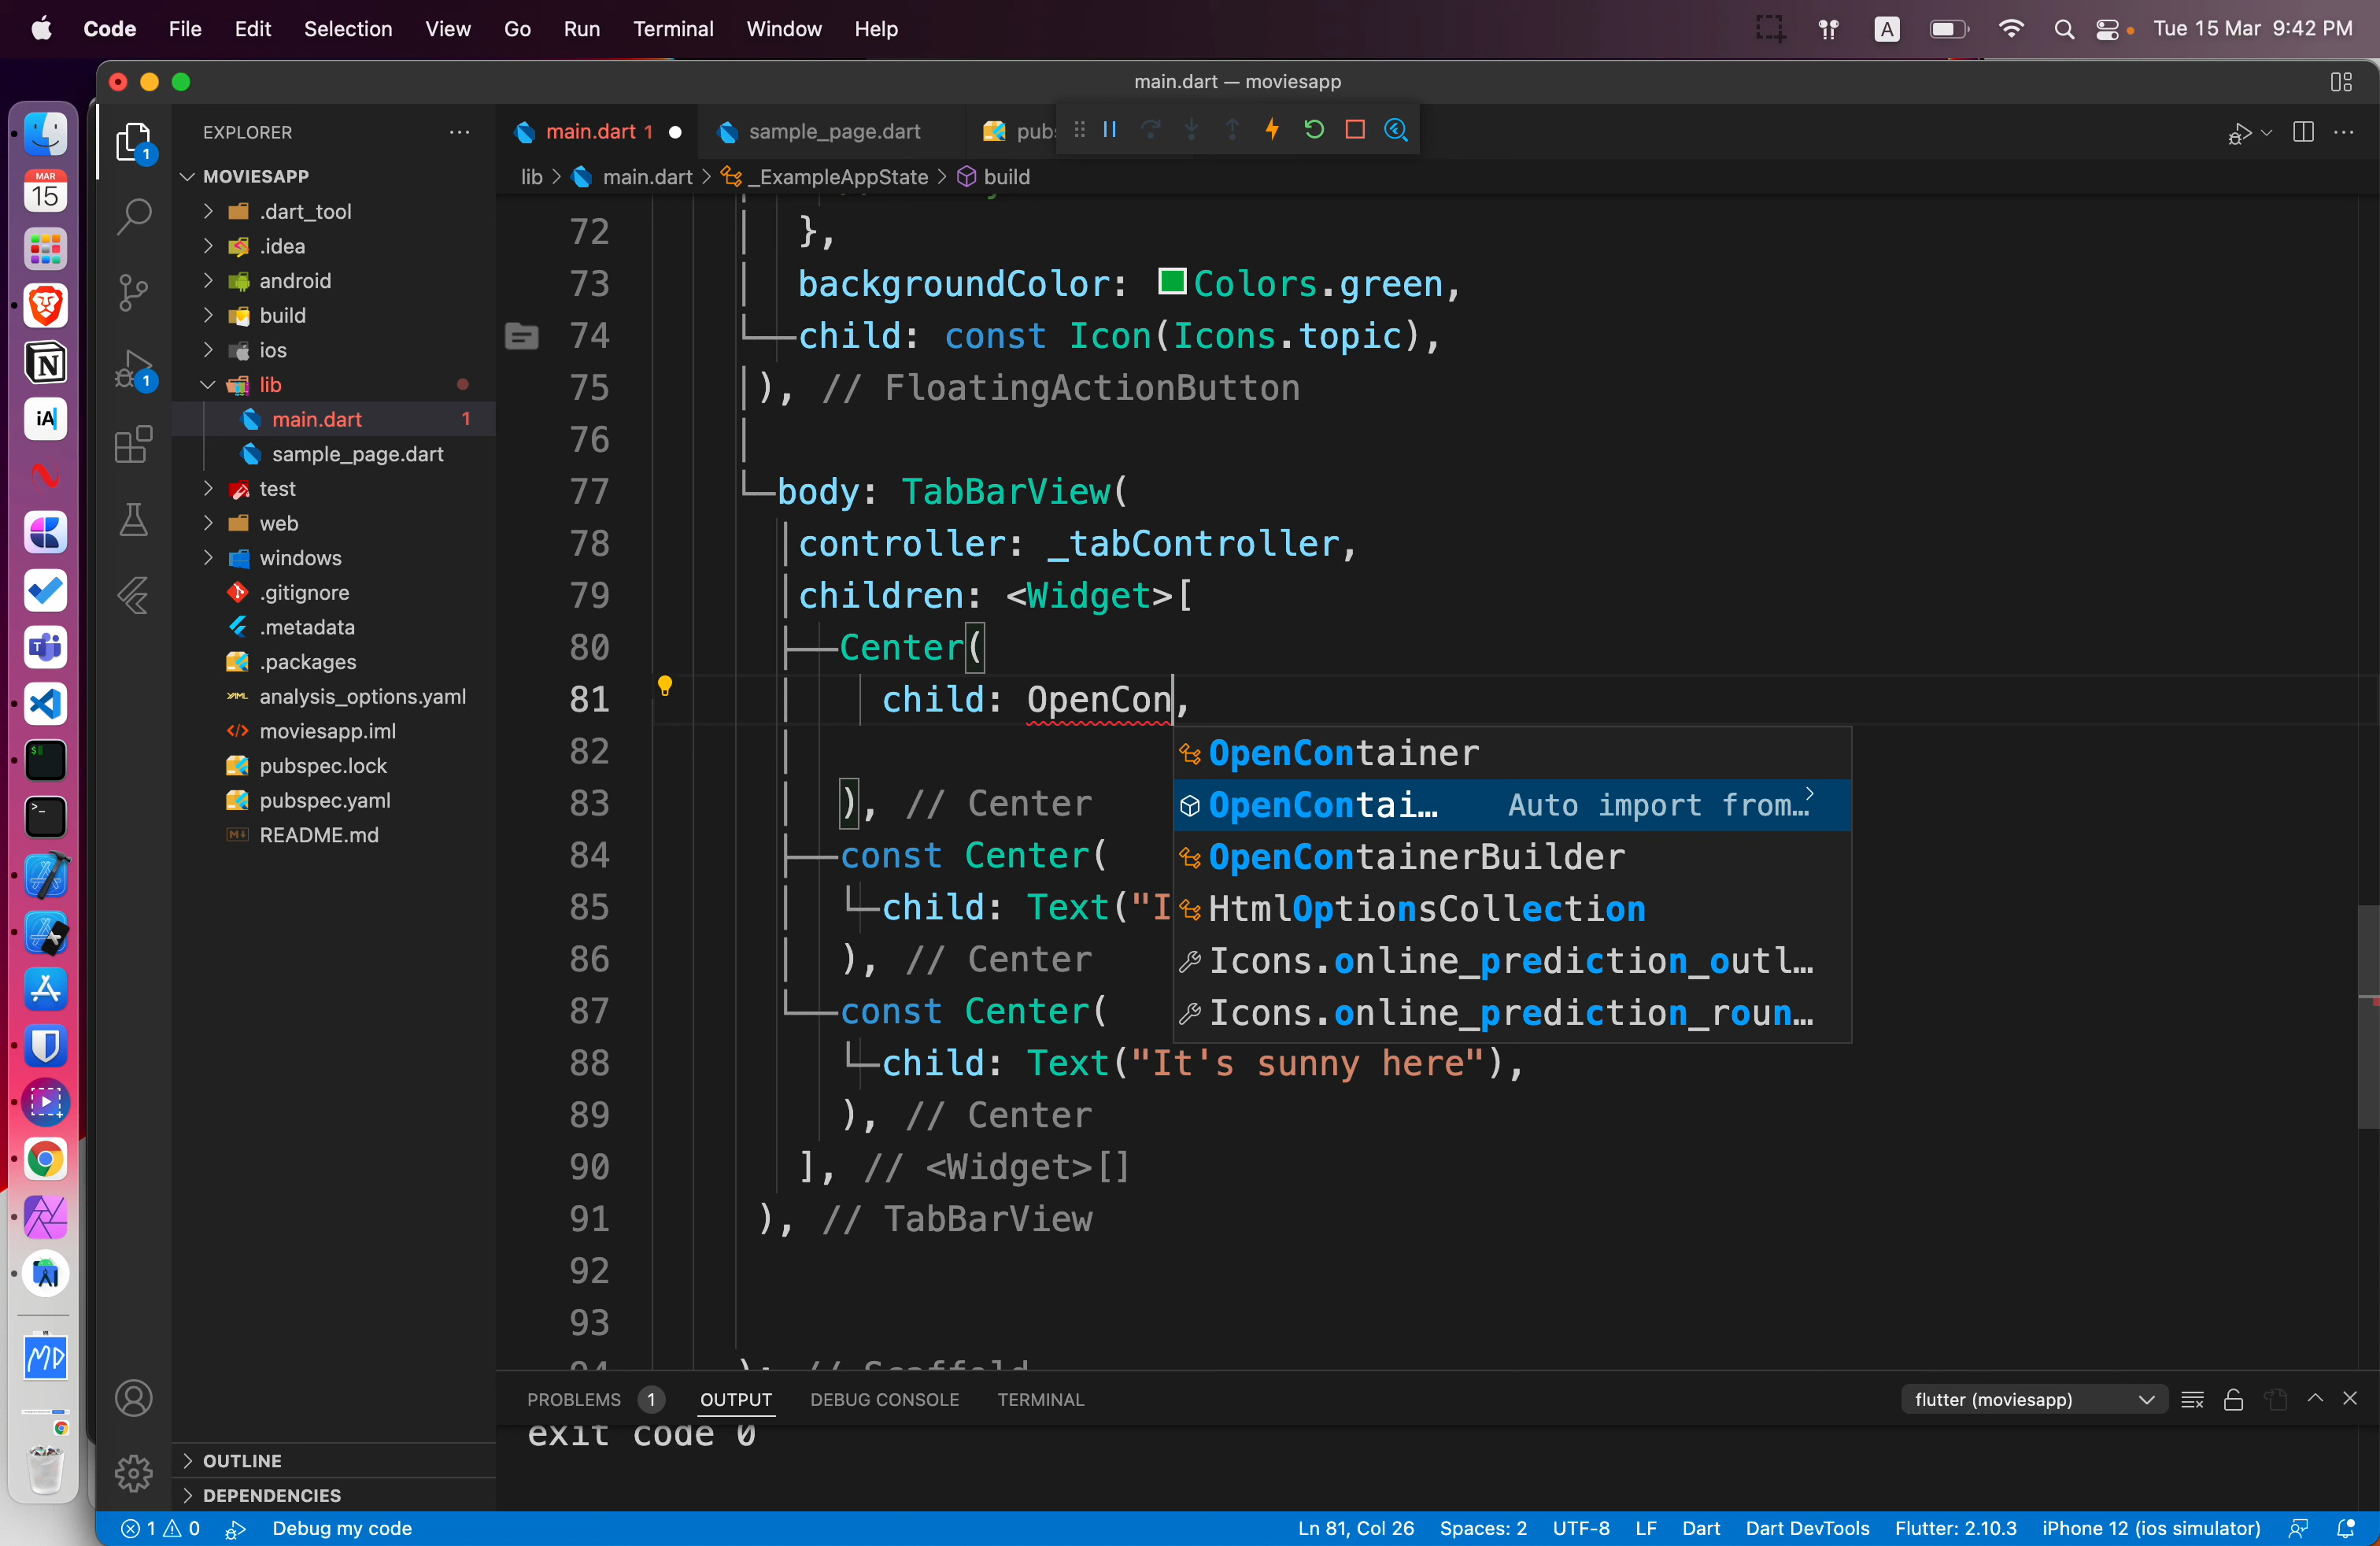 Code File Edit Selection View Go Run Terminal Window Help A Tue 15 Mar 9:42 PM
main.dart — moviesapp
MAR
15
iA
EXPLORER
MOVIESAPP
.dart_tool
.idea
android
build
ios
lib
main.dart 1
sample_page.dart
test
web
windows
.gitignore
.metadata
.packages
analysis_options.yaml
moviesapp.iml
pubspec.lock
pubspec.yaml
README.md
OUTLINE
DEPENDENCIES
main.dart 1 sample_page.dart pubs
lib > main.dart > _ExampleAppState > build
72 },
73 backgroundColor: Colors.green,
74 child: const Icon(Icons.topic),
75 ), // FloatingActionButton
76
77 body: TabBarView(
78 controller: _tabController,
79 children: <Widget>[
80 Center(
81 child: OpenCon,
82
83 ), // Center
84 const Center(
85 child: Text("I
86 ), // Center
87 const Center(
88 child: Text("It's sunny here"),
89 ), // Center
90 ], // <Widget>[]
91 ), // TabBarView
92
93
94 ); // Scaffold
OpenContainer
OpenContai… Auto import from…
OpenContainerBuilder
HtmlOptionsCollection
Icons.online_prediction_outl…
Icons.online_prediction_roun…
PROBLEMS 1 OUTPUT DEBUG CONSOLE TERMINAL flutter (moviesapp)
exit code 0
1 0 Debug my code Ln 81, Col 26 Spaces: 2 UTF-8 LF Dart Dart DevTools Flutter: 2.10.3 iPhone 12 (ios simulator)